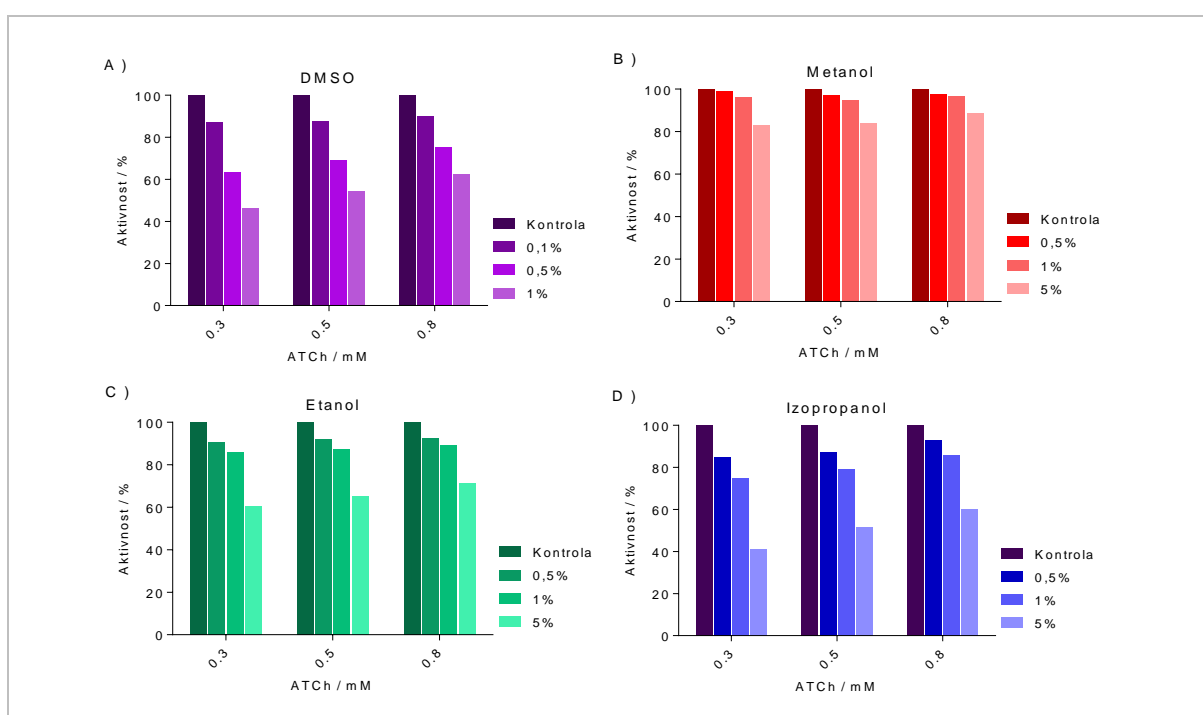 A )
DMSO
Aktivnost / %
100
80
60
40
20
0
0.3
0.5
0.8
ATCh / mM
Kontrola
0,1%
0,5%
1%
B )
Metanol
Aktivnost / %
100
80
60
40
20
0
0.3
0.5
0.8
ATCh / mM
Kontrola
0,5%
1%
5%
C )
Etanol
Aktivnost / %
100
80
60
40
20
0
0.3
0.5
0.8
ATCh / mM
Kontrola
0,5%
1%
5%
D )
Izopropanol
Aktivnost / %
100
80
60
40
20
0
0.3
0.5
0.8
ATCh / mM
Kontrola
0,5%
1%
5%